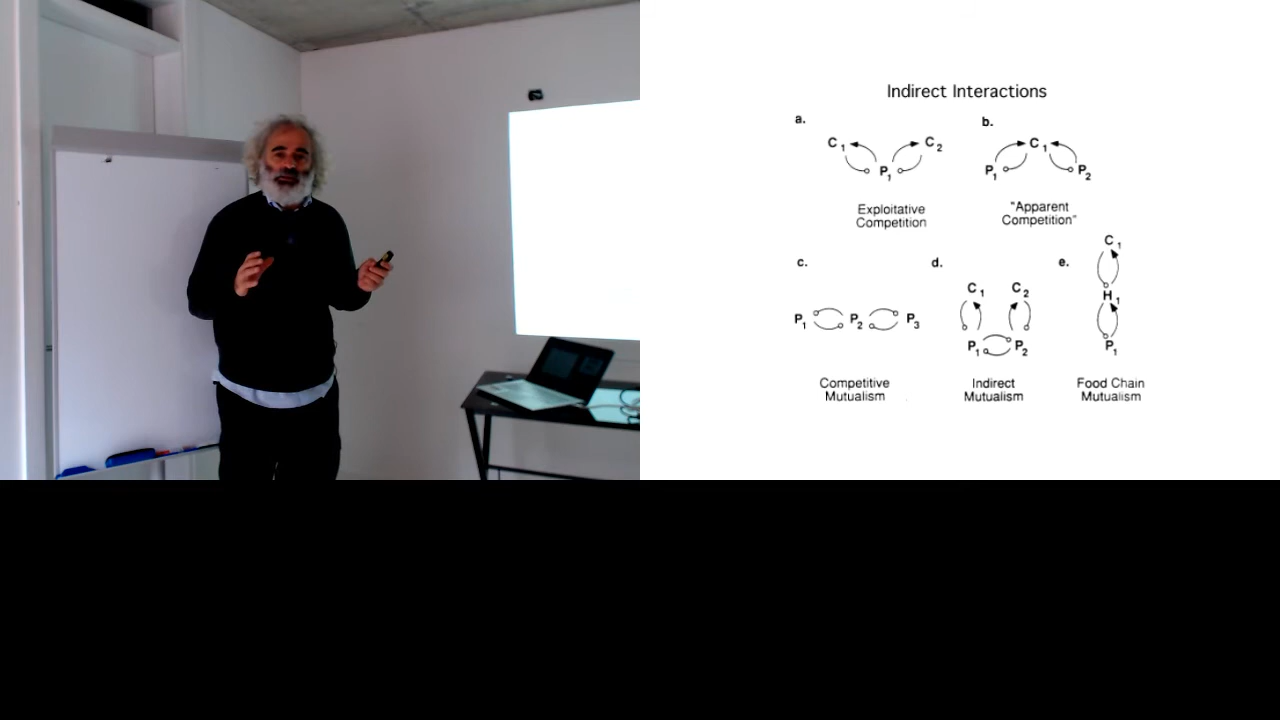 Indirect Interactions
a.
b.
C1 C2
C1
P1
P1 P2
Exploitative
Competition
"Apparent
Competition"
c.
d.
e.
C1
H1
P1
P1 P2 P3
C1 C2
P1 P2
Competitive
Mutualism
Indirect
Mutualism
Food Chain
Mutualism